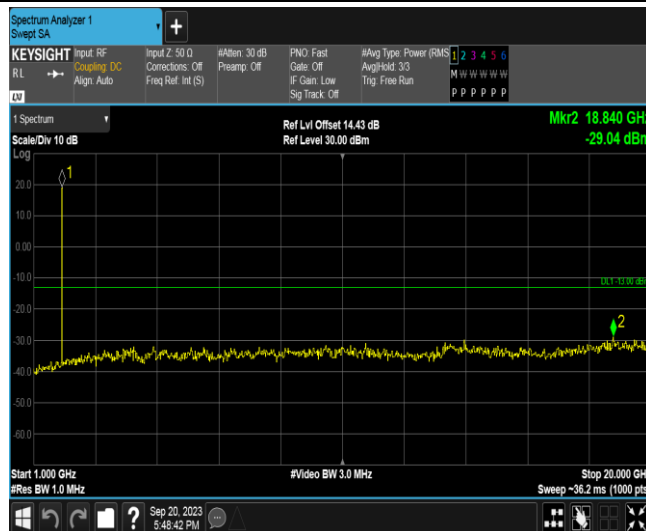 Spectrum Analyzer 1
Swept SA
+
KEYSIGHT
RL
LXI
Input: RF
Coupling: DC
Align: Auto
Input Z: 50 Ω
Corrections: Off
Freq Ref: Int (S)
#Atten: 30 dB
Preamp: Off
PNO: Fast
Gate: Off
IF Gain: Low
Sig Track: Off
#Avg Type: Power (RMS
Avg|Hold: 3/3
Trig: Free Run
1 2 3 4 5 6
M W W W W W
P P P P P P
1 Spectrum
Scale/Div 10 dB
Log
Ref Lvl Offset 14.43 dB
Ref Level 30.00 dBm
Mkr2 18.840 GHz
-29.04 dBm
1
20.0
10.0
0.00
-10.0
DL1 -13.00 dBm
-20.0
2
-30.0
-40.0
-50.0
-60.0
Start 1.000 GHz
#Res BW 1.0 MHz
#Video BW 3.0 MHz
Stop 20.000 GHz
Sweep ~36.2 ms (1000 pts
?
Sep 20, 2023
5:48:42 PM